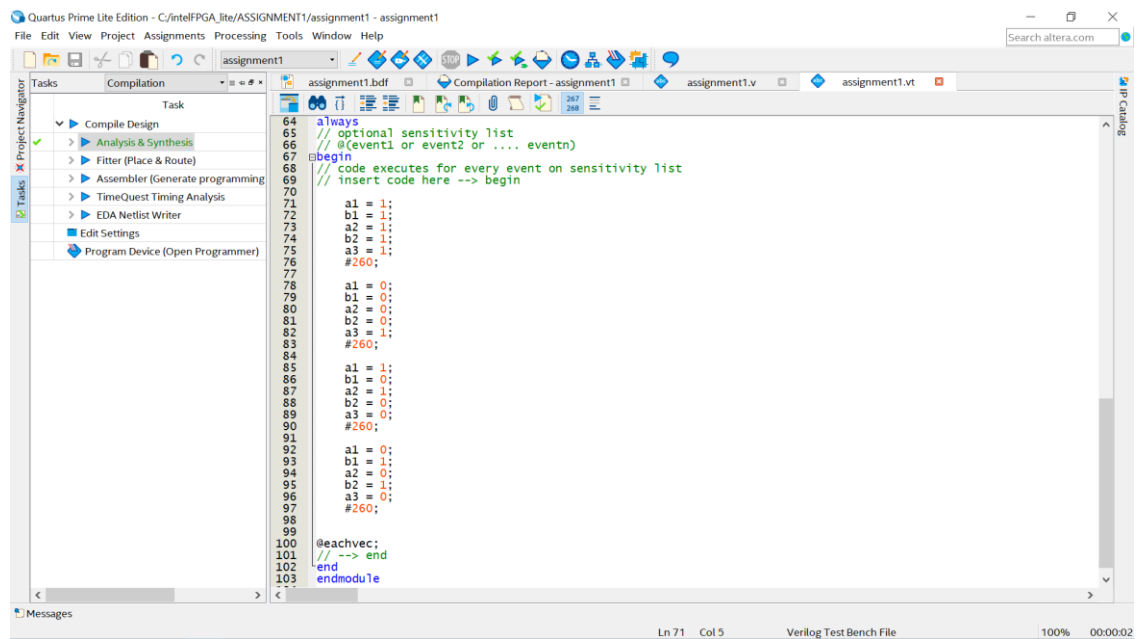 Quartus Prime Lite Edition - C:/intelFPGA_lite/ASSIGNMENT1/assignment1 - assignment1
File Edit View Project Assignments Processing Tools Window Help
Search altera.com
assignment1
STOP
Project Navigator
Tasks
Tasks
Compilation
Task
Compile Design
Analysis & Synthesis
Fitter (Place & Route)
Assembler (Generate programming
TimeQuest Timing Analysis
EDA Netlist Writer
Edit Settings
Program Device (Open Programmer)
assignment1.bdf
Compilation Report - assignment1
assignment1.v
assignment1.vt
267
268
64 always
65 // optional sensitivity list
66 // @(event1 or event2 or .... eventn)
67 begin
68 // code executes for every event on sensitivity list
69 // insert code here --> begin
70
71 a1 = 1;
72 b1 = 1;
73 a2 = 1;
74 b2 = 1;
75 a3 = 1;
76 #260;
77
78 a1 = 0;
79 b1 = 0;
80 a2 = 0;
81 b2 = 0;
82 a3 = 1;
83 #260;
84
85 a1 = 1;
86 b1 = 0;
87 a2 = 1;
88 b2 = 0;
89 a3 = 0;
90 #260;
91
92 a1 = 0;
93 b1 = 1;
94 a2 = 0;
95 b2 = 1;
96 a3 = 0;
97 #260;
98
99
100 @eachvec;
101 // --> end
102 end
103 endmodule
IP Catalog
Messages
Ln 71 Col 5 Verilog Test Bench File 100% 00:00:02